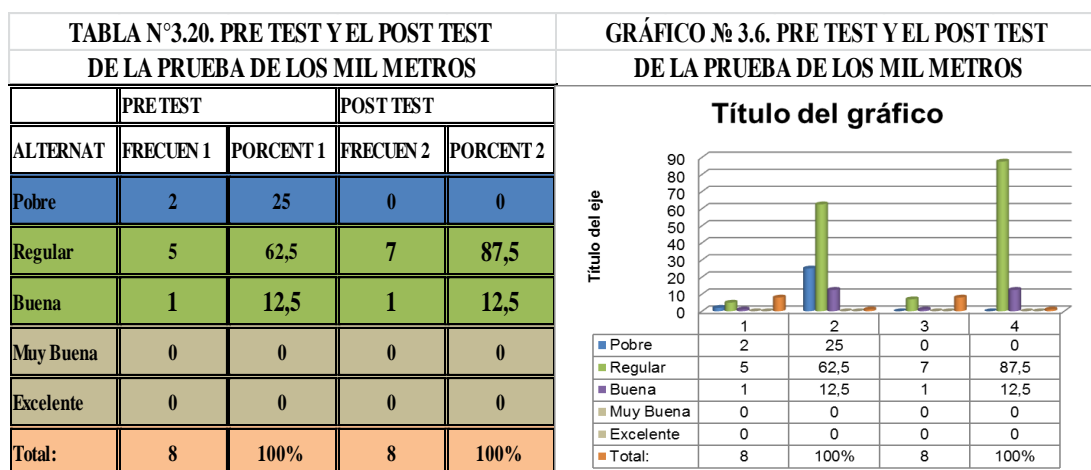 TABLA N°3.20. PRE TEST Y EL POST TEST
DE LA PRUEBA DE LOS MIL METROS
PRE TEST POST TEST
ALTERNAT FRECUEN 1 PORCENT 1 FRECUEN 2 PORCENT 2
Pobre 2 25 0 0
Regular 5 62,5 7 87,5
Buena 1 12,5 1 12,5
Muy Buena 0 0 0 0
Excelente 0 0 0 0
Total: 8 100% 8 100%
GRÁFICO № 3.6. PRE TEST Y EL POST TEST
DE LA PRUEBA DE LOS MIL METROS
Título del gráfico
Título del eje
90
80
70
60
50
40
30
20
10
0
1 2 3 4
Pobre 2 25 0 0
Regular 5 62,5 7 87,5
Buena 1 12,5 1 12,5
Muy Buena 0 0 0 0
Excelente 0 0 0 0
Total: 8 100% 8 100%